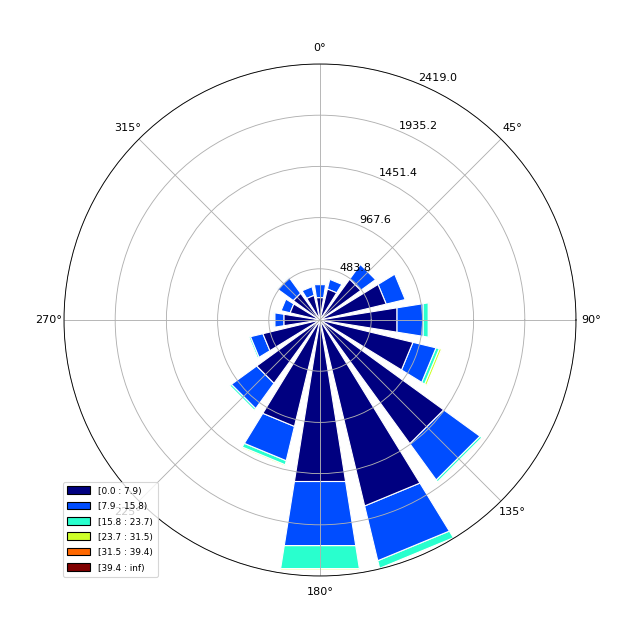 0°
2419.0
315°
1935.2
45°
1451.4
967.6
483.8
270°
90°
[0.0 : 7.9)
[7.9 : 15.8)
[15.8 : 23.7)
[23.7 : 31.5)
[31.5 : 39.4)
[39.4 : inf)
225°
135°
180°